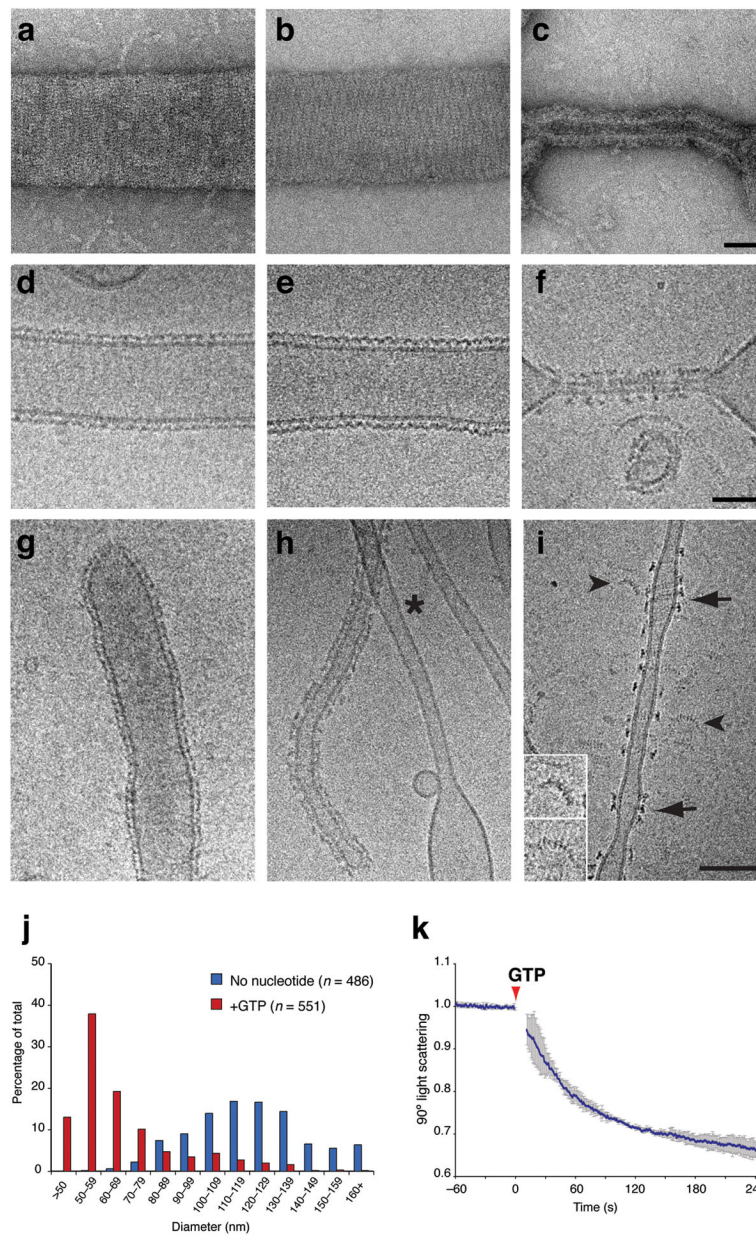 a
b
c
d
e
f
g
h
*
i
j
50
40
30
20
10
0
Percentage of total
No nucleotide (n = 486)
+GTP (n = 551)
>50
50–59
60–69
70–79
80–89
90–99
100–109
110–119
120–129
130–139
140–149
150–159
160+
Diameter (nm)
k
GTP
1.1
1.0
0.9
0.8
0.7
0.6
90° light scattering
–60
0
60
120
180
Time (s)